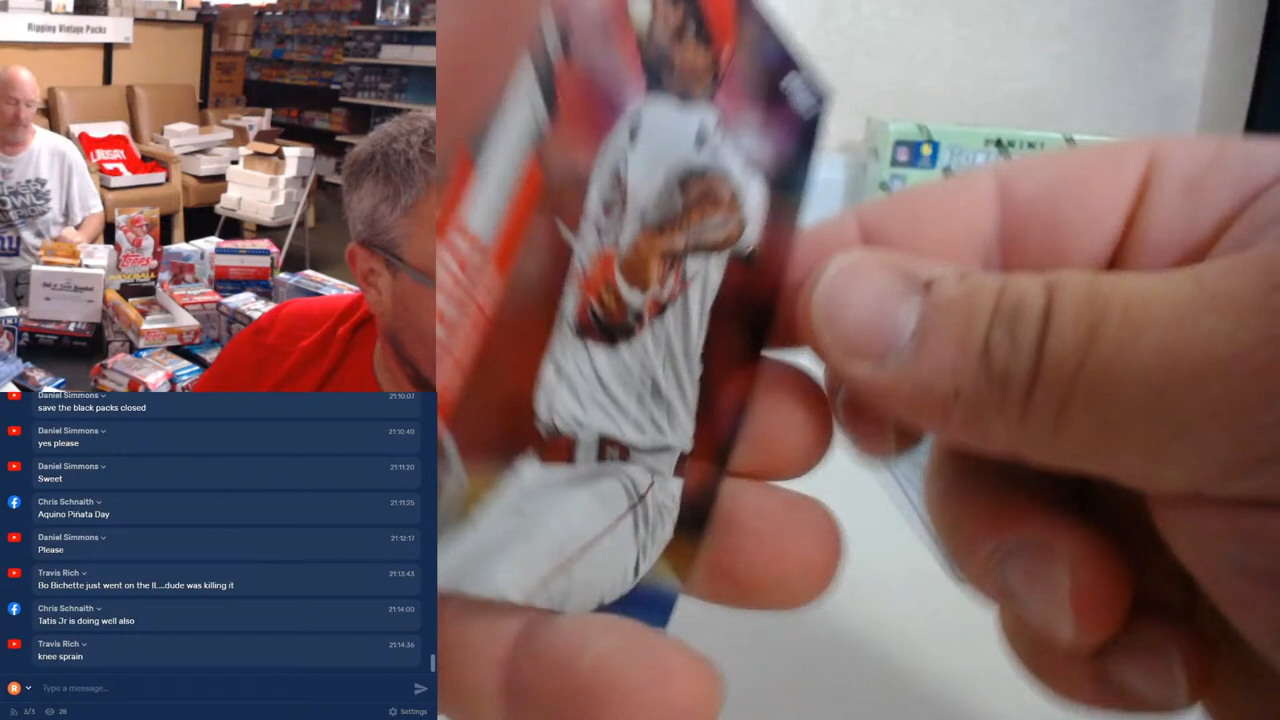 Ripping Vintage Packs
LINDSAY
BASEBALL
PANINI
Daniel Simmons 21:10:07
save the black packs closed
Daniel Simmons 21:10:40
yes please
Daniel Simmons 21:11:20
Sweet
Chris Schnaith 21:11:25
Aquino Piñata Day
Daniel Simmons 21:12:17
Please
Travis Rich 21:13:43
Bo Bichette just went on the IL...dude was killing it
Chris Schnaith 21:14:00
Tatis Jr is doing well also
Travis Rich 21:14:36
knee sprain
R Type a message...
3/3 28 Settings